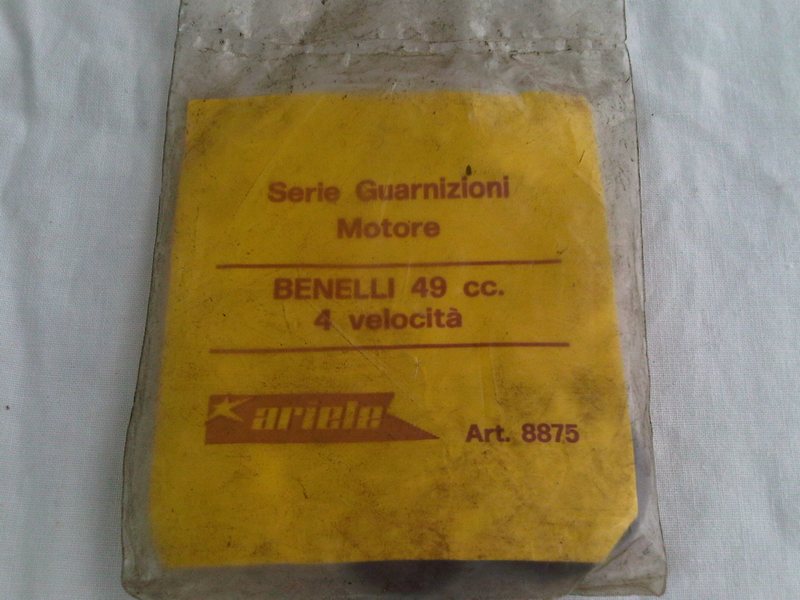 Serie Guarnizioni
Motore
BENELLI 49 cc.
4 velocità
ariete
Art. 8875